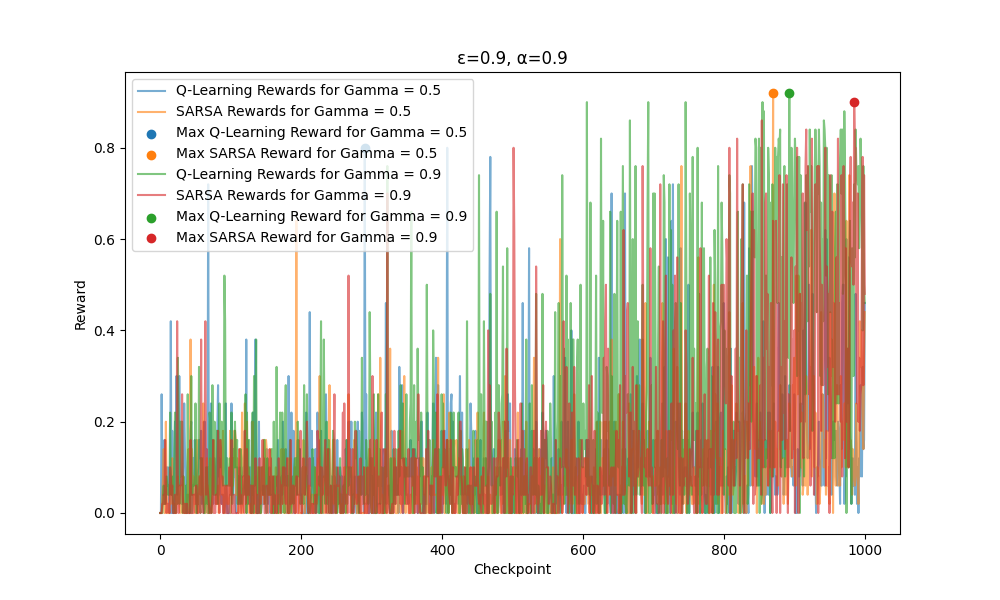 ε=0.9, α=0.9
Q-Learning Rewards for Gamma = 0.5
SARSA Rewards for Gamma = 0.5
Max Q-Learning Reward for Gamma = 0.5
Max SARSA Reward for Gamma = 0.5
Q-Learning Rewards for Gamma = 0.9
SARSA Rewards for Gamma = 0.9
Max Q-Learning Reward for Gamma = 0.9
Max SARSA Reward for Gamma = 0.9
Reward
0.8
0.6
0.4
0.2
0.0
0
200
400
600
800
1000
Checkpoint